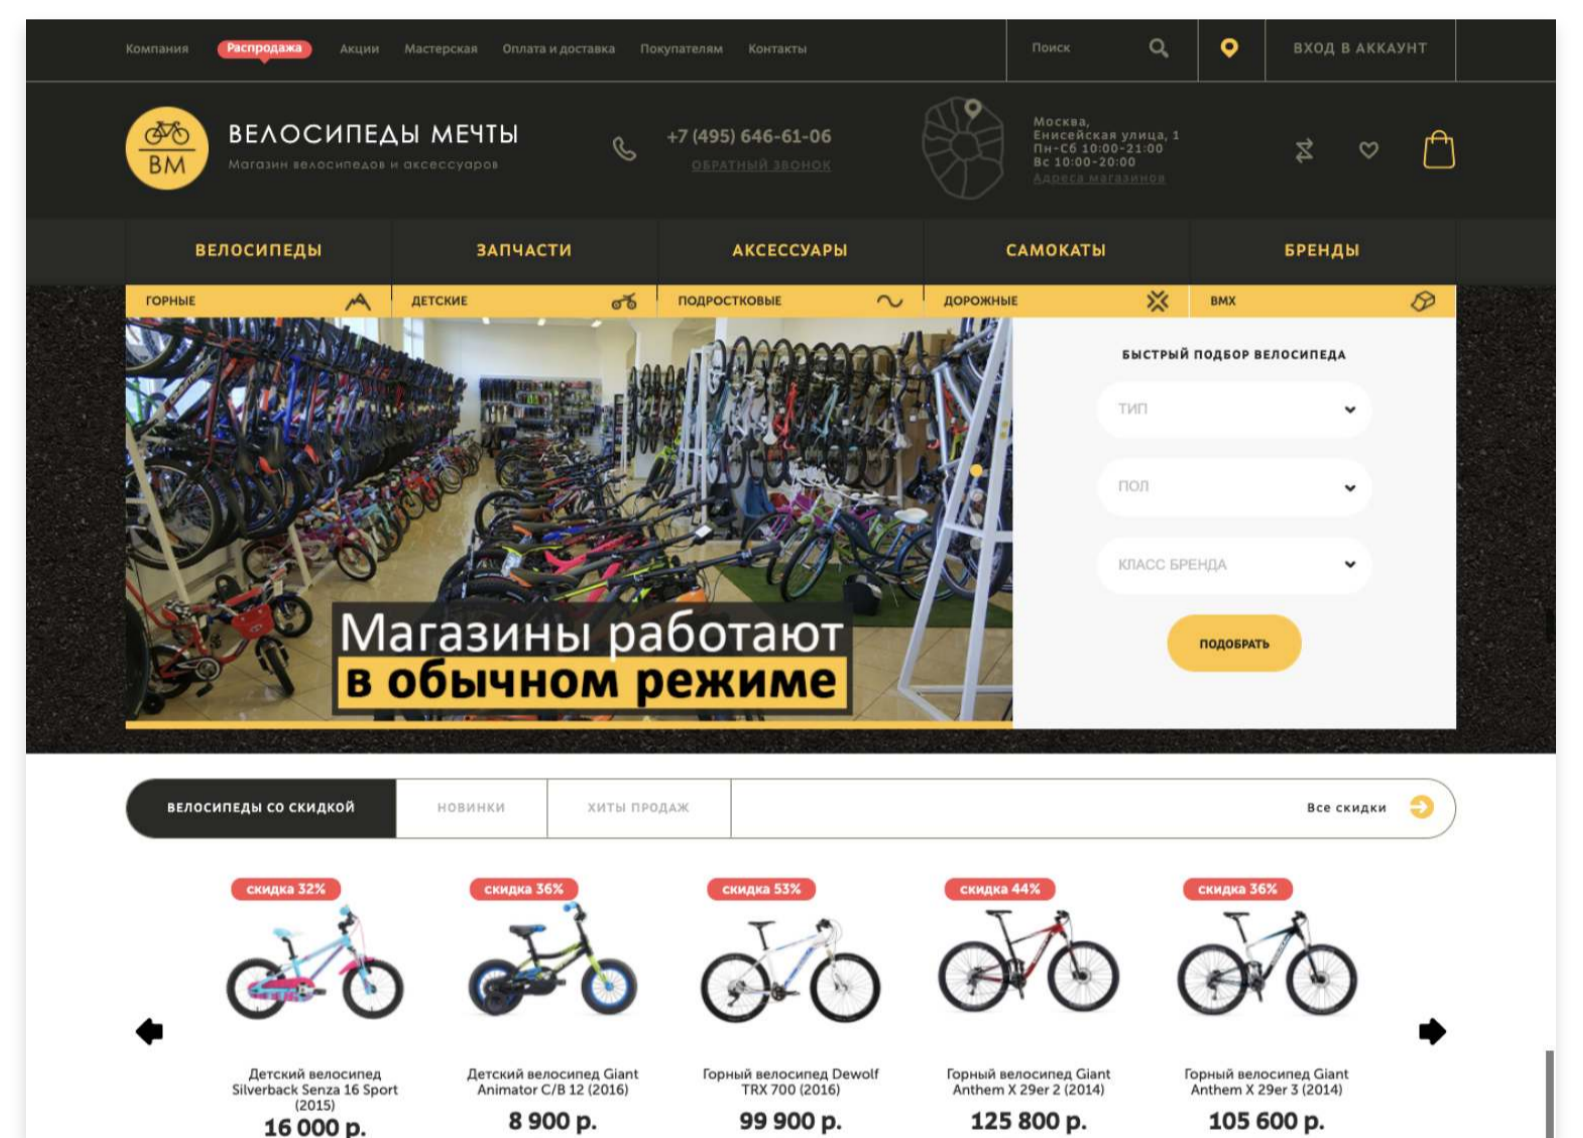 Компания Распродажа Акции Мастерская Оплата и доставка Покупателям Контакты Поиск ВХОД В АККАУНТ
ВМ
ВЕЛОСИПЕДЫ МЕЧТЫ
Магазин велосипедов и аксессуаров
+7 (495) 646-61-06
ОБРАТНЫЙ ЗВОНОК
Москва,
Енисейская улица, 1
Пн-Сб 10:00-21:00
Вс 10:00-20:00
Адреса магазинов
ВЕЛОСИПЕДЫ ЗАПЧАСТИ АКСЕССУАРЫ САМОКАТЫ БРЕНДЫ
ГОРНЫЕ ДЕТСКИЕ ПОДРОСТКОВЫЕ ДОРОЖНЫЕ BMX
Магазины работают
в обычном режиме
БЫСТРЫЙ ПОДБОР ВЕЛОСИПЕДА
ТИП
ПОЛ
КЛАСС БРЕНДА
ПОДОБРАТЬ
ВЕЛОСИПЕДЫ СО СКИДКОЙ НОВИНКИ ХИТЫ ПРОДАЖ Все скидки
скидка 32% скидка 36% скидка 53% скидка 44% скидка 36%
Детский велосипед
Silverback Senza 16 Sport
(2015)
16 000 р.
Детский велосипед Giant
Animator C/B 12 (2016)
8 900 р.
Горный велосипед Dewolf
TRX 700 (2016)
99 900 р.
Горный велосипед Giant
Anthem X 29er 2 (2014)
125 800 р.
Горный велосипед Giant
Anthem X 29er 3 (2014)
105 600 р.